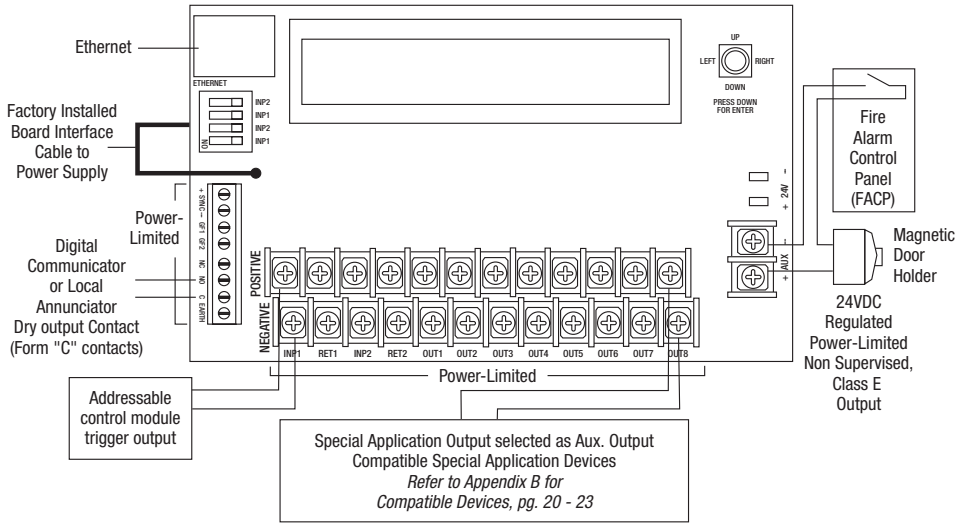 Ethernet
ETHERNET
INP2
INP1
INP2
INP1
NO
Factory Installed
Board Interface
Cable to
Power Supply
Power-
Limited
+ SYNC –
GF1
GF2
NC
NO
C
EARTH
Digital
Communicator
or Local
Annunciator
Dry output Contact
(Form "C" contacts)
UP
LEFT
RIGHT
DOWN
PRESS DOWN
FOR ENTER
+ 24V –
+ AUX –
Fire
Alarm
Control
Panel
(FACP)
Magnetic
Door
Holder
24VDC
Regulated
Power-Limited
Non Supervised,
Class E
Output
POSITIVE
NEGATIVE
INP1 RET1 INP2 RET2 OUT1 OUT2 OUT3 OUT4 OUT5 OUT6 OUT7 OUT8
Power-Limited
Addressable
control module
trigger output
Special Application Output selected as Aux. Output
Compatible Special Application Devices
Refer to Appendix B for
Compatible Devices, pg. 20 - 23